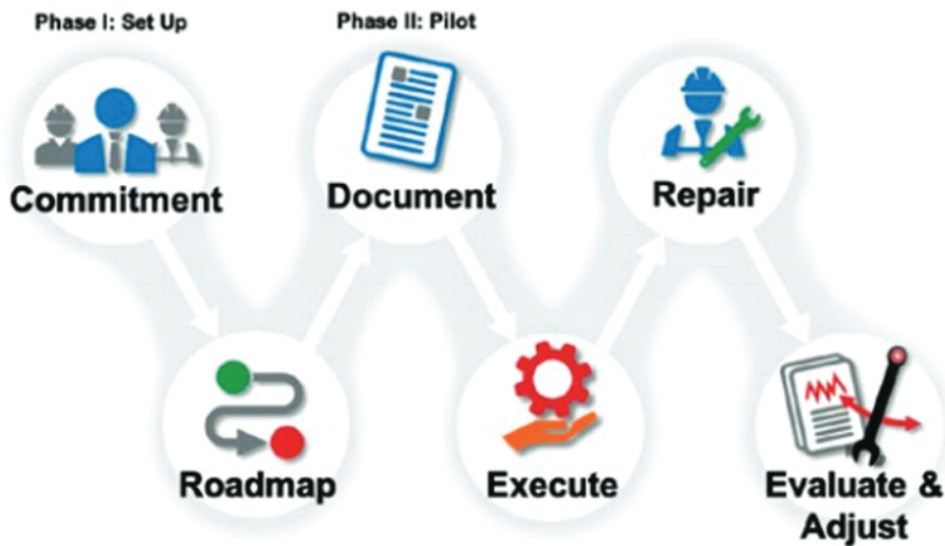 Phase I: Set Up
Phase II: Pilot
Commitment
Document
Repair
Roadmap
Execute
Evaluate &
Adjust